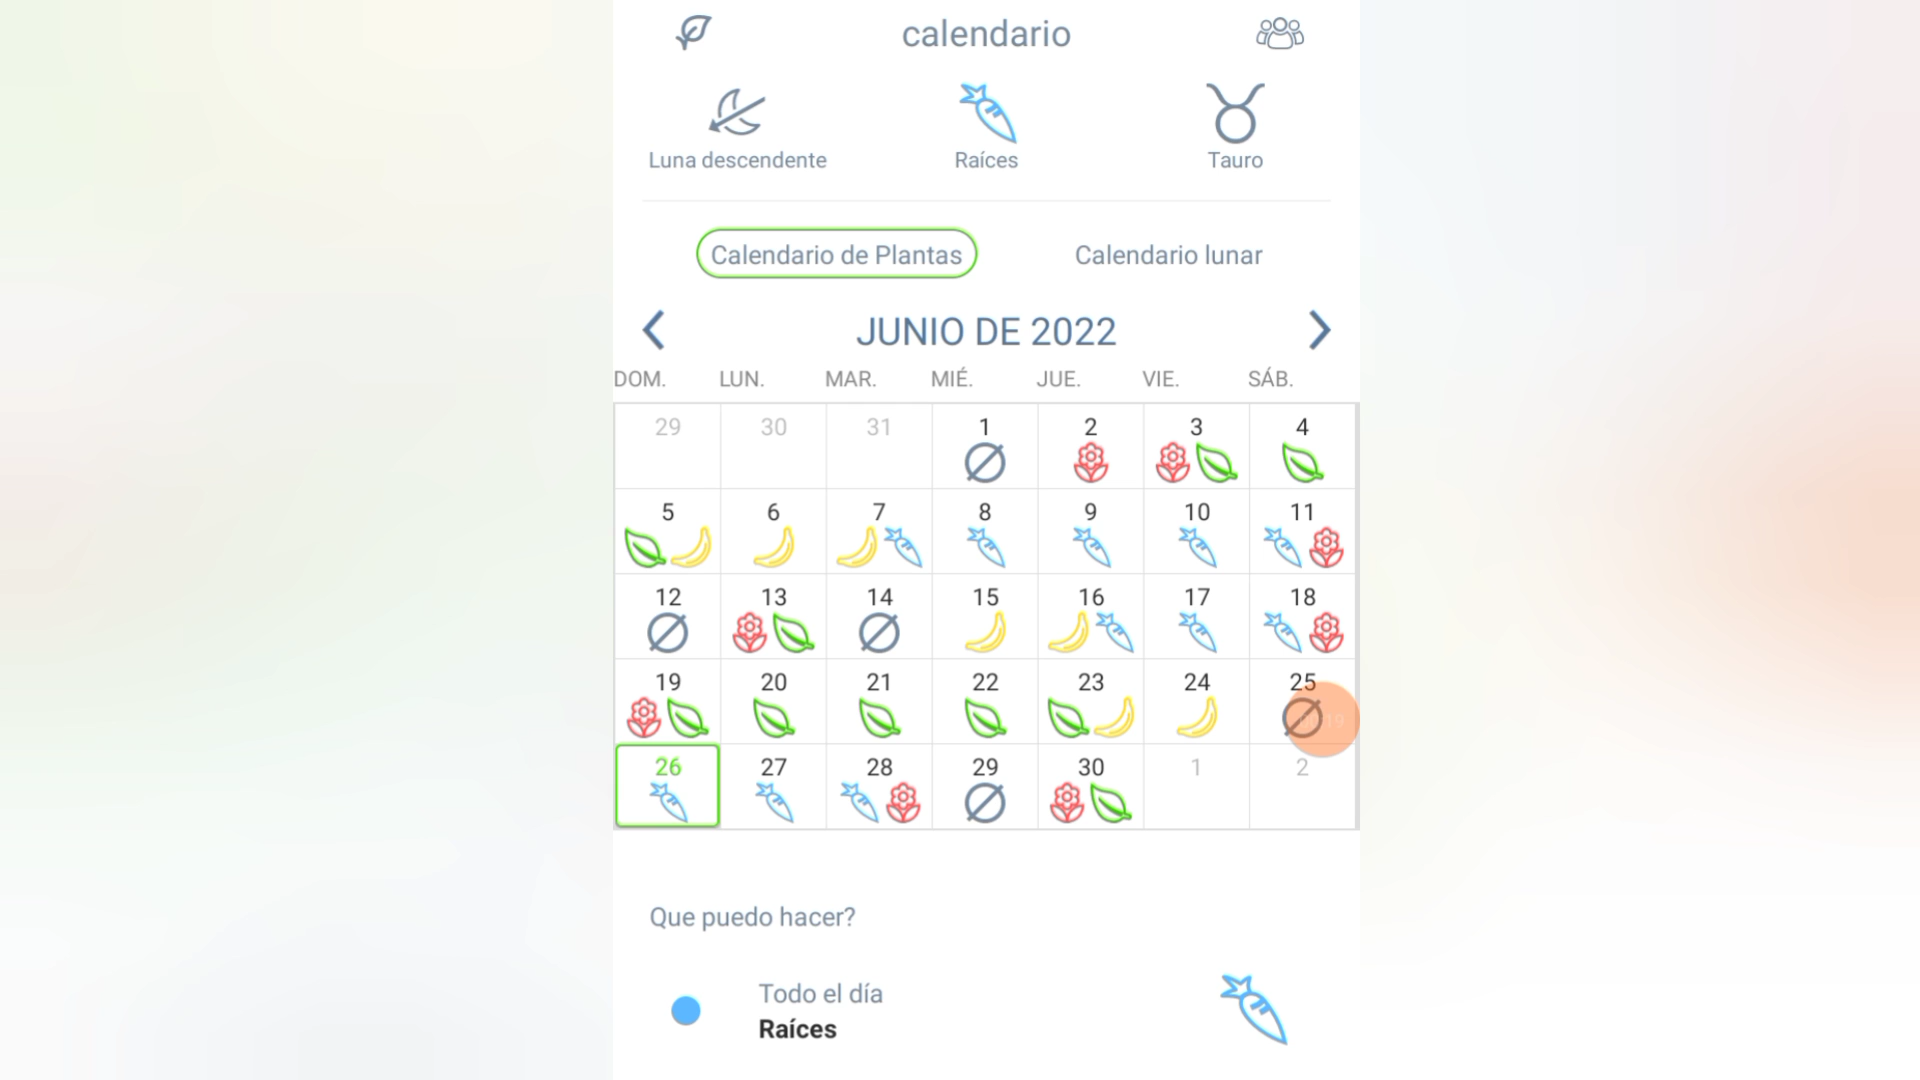 calendario
Luna descendente
Raíces
Tauro
Calendario de Plantas
Calendario lunar
JUNIO DE 2022
DOM. LUN. MAR. MIÉ. JUE. VIE. SÁB.
29 30 31 1 2 3 4
5 6 7 8 9 10 11
12 13 14 15 16 17 18
19 20 21 22 23 24 25
26 27 28 29 30 1 2
Que puedo hacer?
Todo el día
Raíces